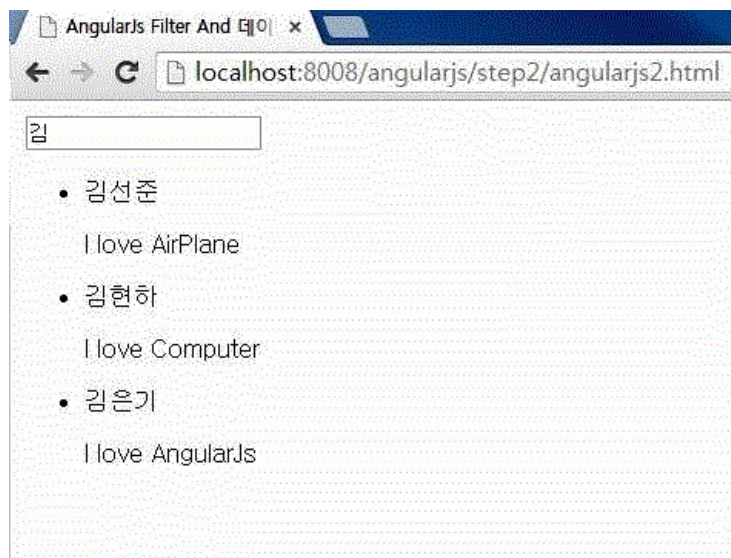 AngularJs Filter And 데이
localhost:8008/angularjs/step2/angularjs2.html
김
김선준
I love AirPlane
김현하
I love Computer
김은기
I love AngularJs